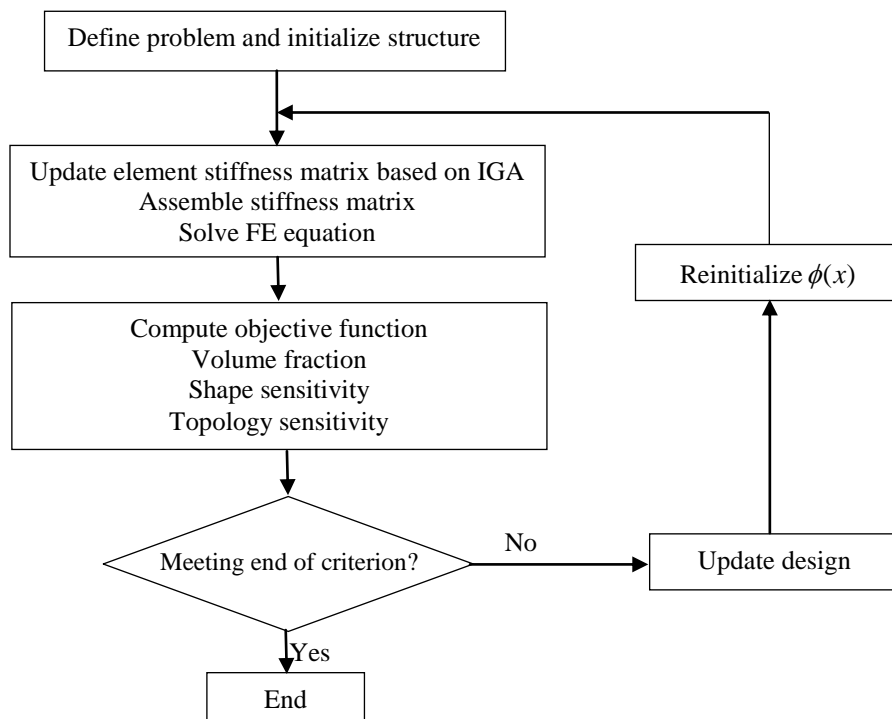 Define problem and initialize structure
Update element stiffness matrix based on IGA
Assemble stiffness matrix
Solve FE equation
Reinitialize ϕ(x)
Compute objective function
Volume fraction
Shape sensitivity
Topology sensitivity
Meeting end of criterion?
No
Update design
Yes
End